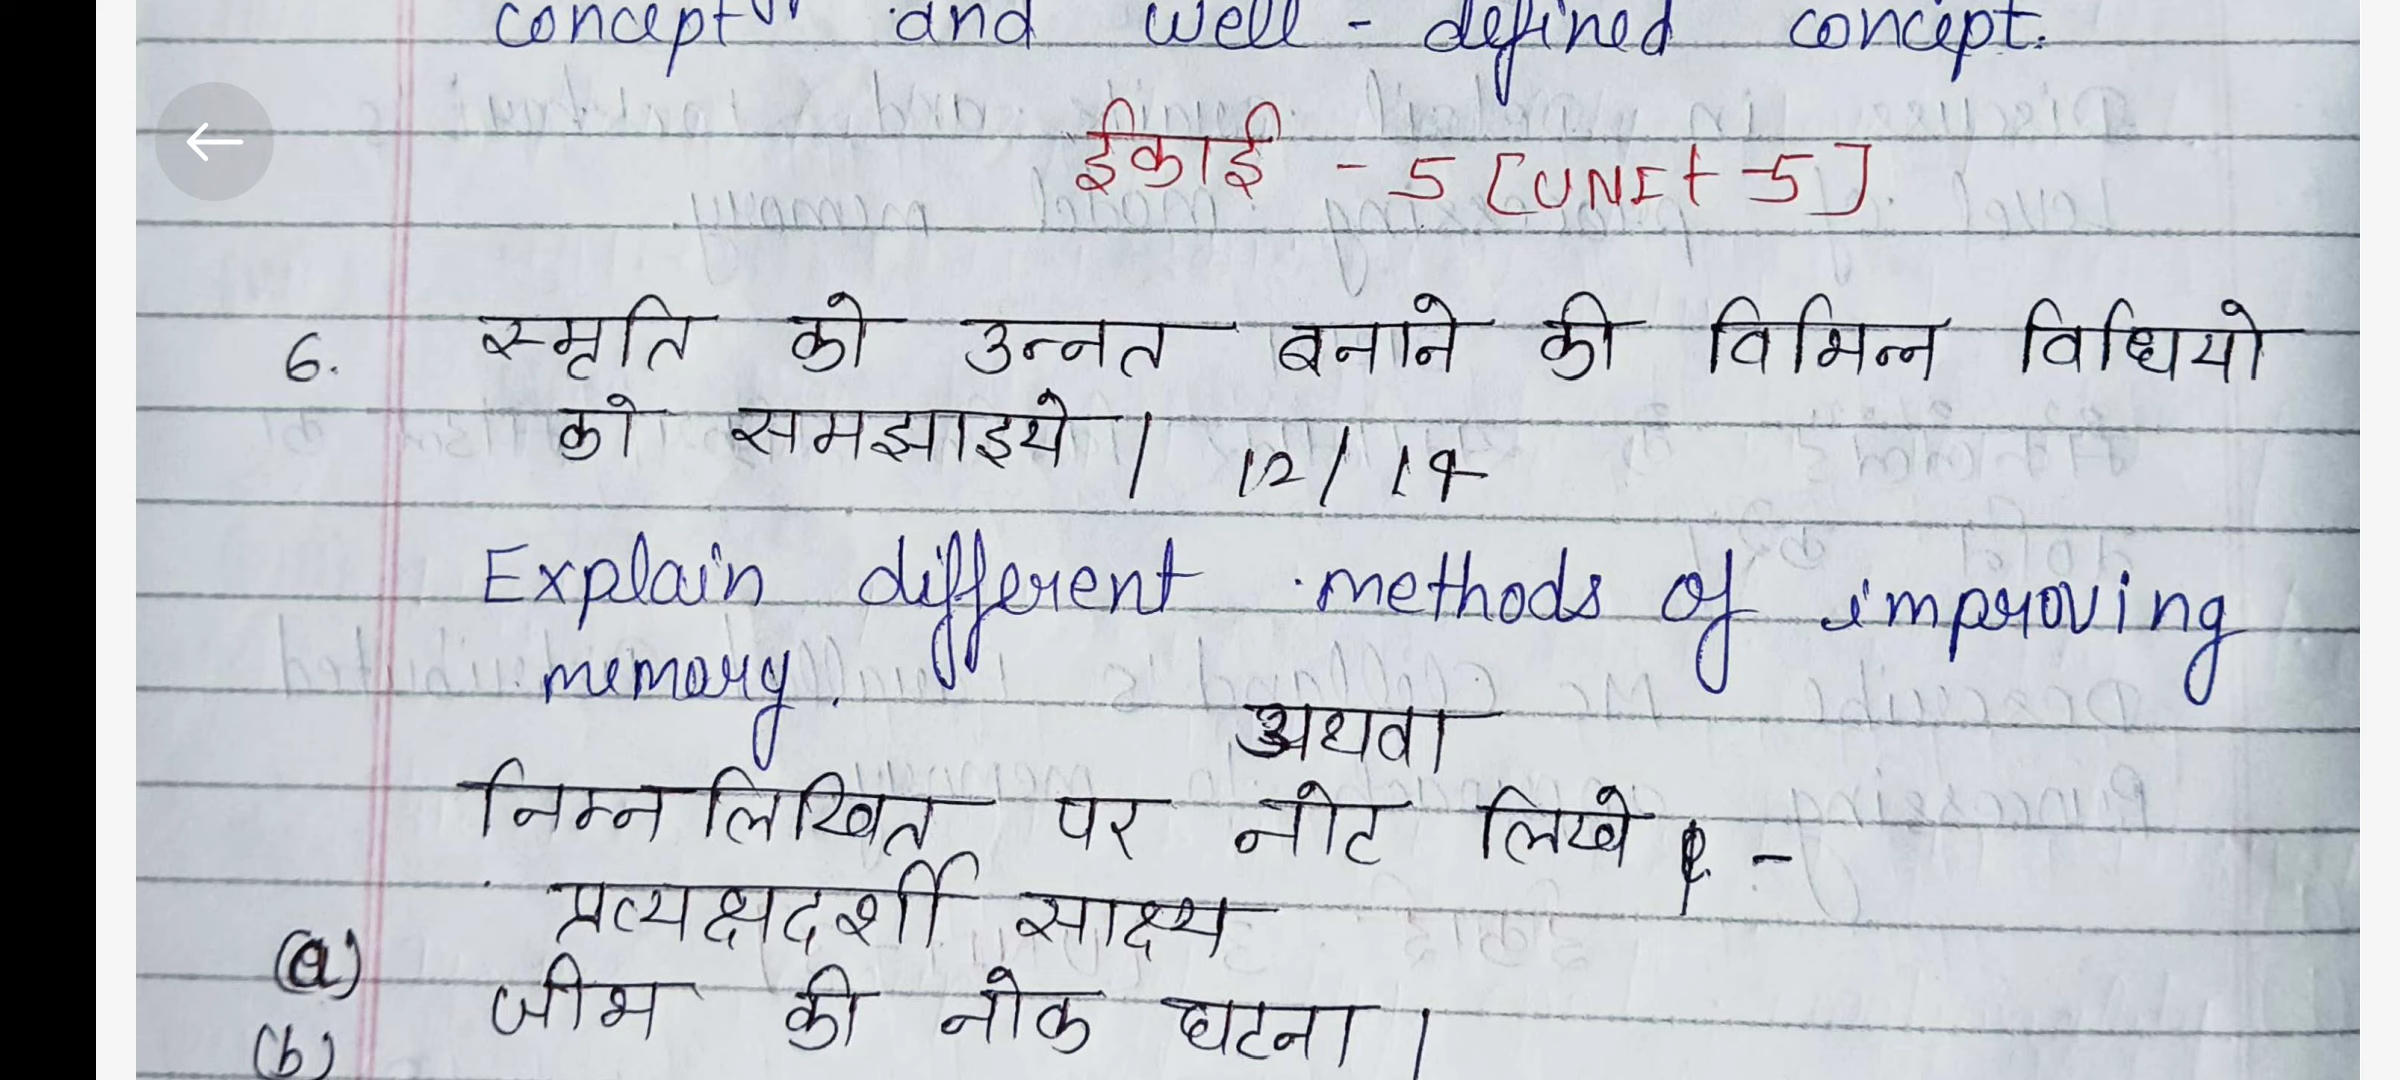 concept and well - defined concept.
ईकाई - 5 [UNIt -5]
6. स्मृति को उन्नत बनाने की विभिन्न विधियो
को समझाइये । 12/14
Explain different methods of improving
memory.
अथवा
निम्नलिखित पर नोट लिखे -
(a) प्रत्यक्षदर्शी साक्ष्य
(b) जीभ की नोक घटना ।